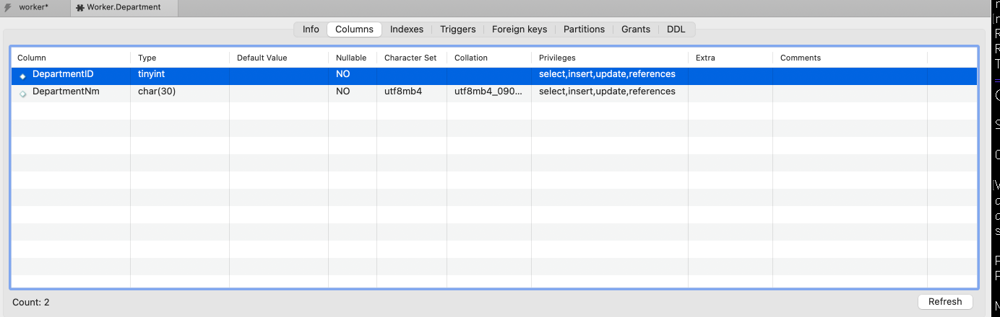 worker*
Worker.Department
Info Columns Indexes Triggers Foreign keys Partitions Grants DDL
Column Type Default Value Nullable Character Set Collation Privileges Extra Comments
DepartmentID tinyint NO select,insert,update,references
DepartmentNm char(30) NO utf8mb4 utf8mb4_090... select,insert,update,references
Count: 2
Refresh